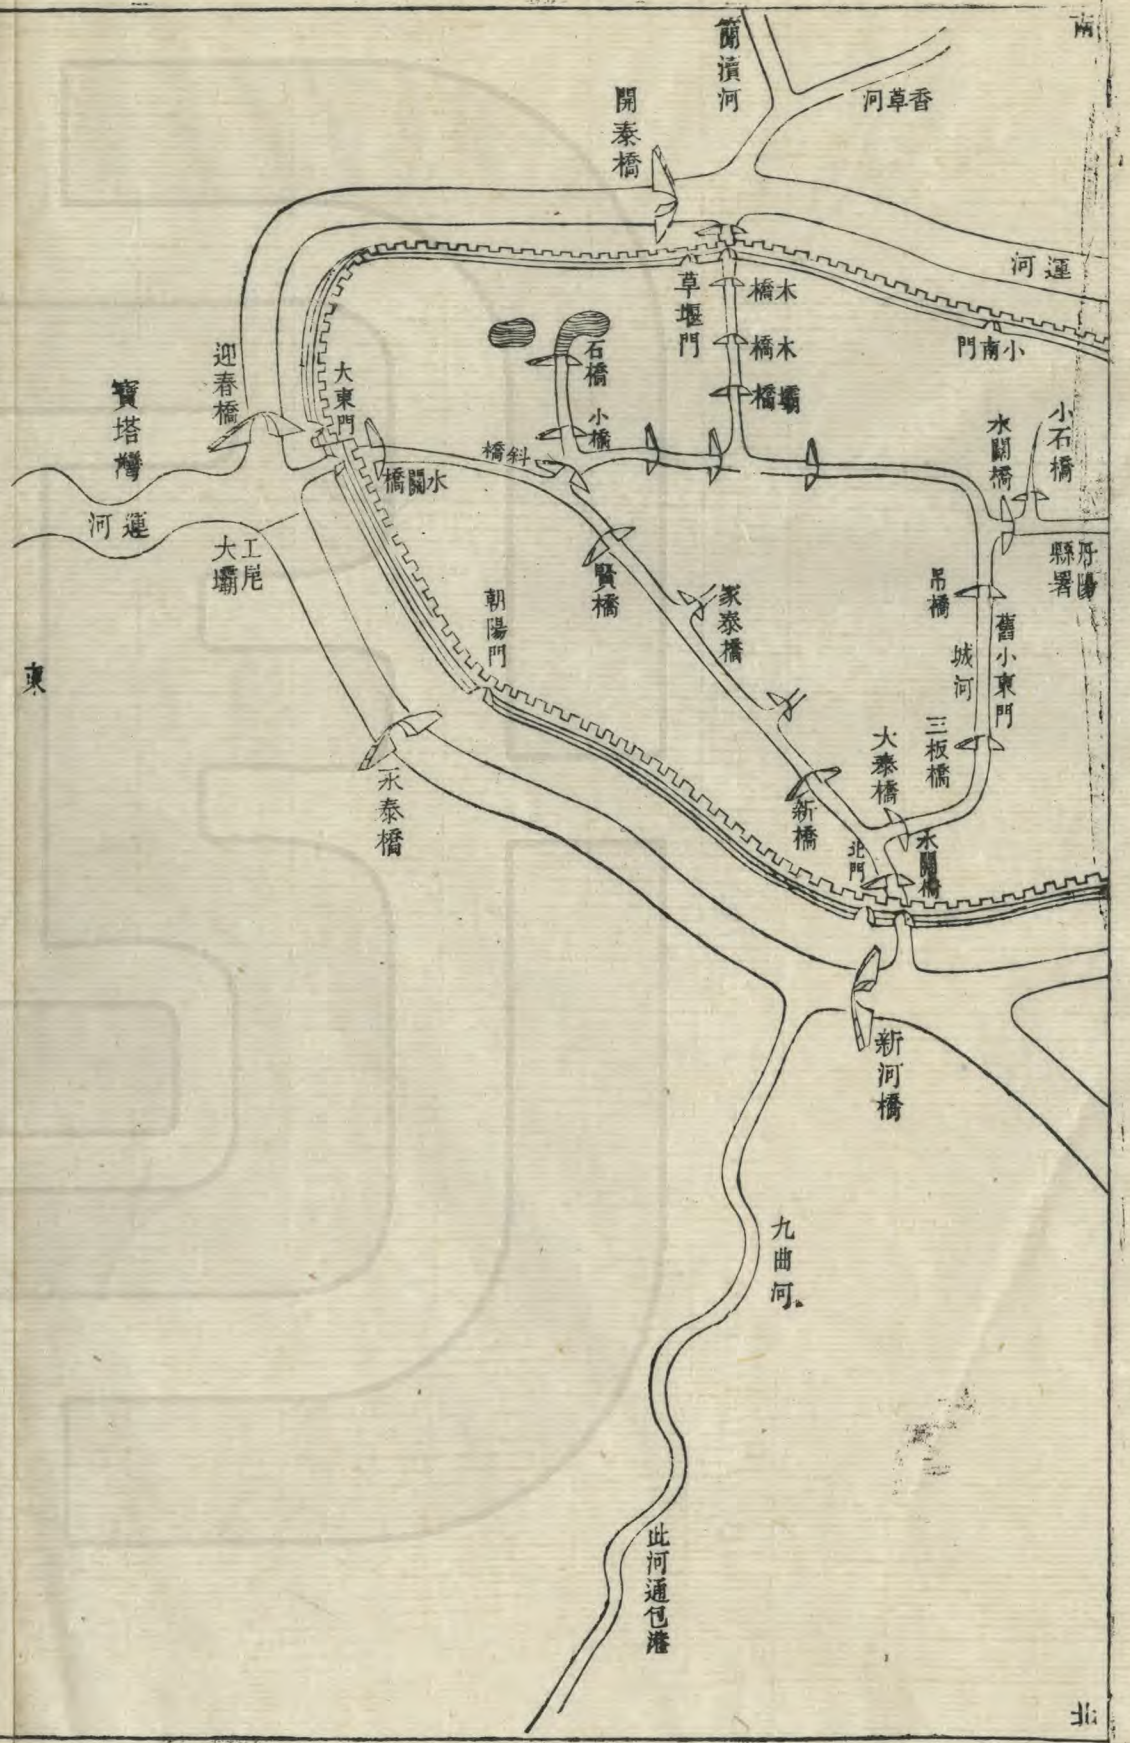 南
簡瀆河
香草河
開泰橋
運河
草堰門
木橋
木橋
壩橋
小南門
石橋
小橋
斜橋
迎春橋
大東門
水關橋
寶塔灣
運河
工尾
大壩
水關橋
小石橋
丹陽
縣署
賢橋
家泰橋
吊橋
舊小東門
城河
朝陽門
東
三板橋
大泰橋
新橋
北門
水關橋
永泰橋
新河橋
九曲河
此河通包港
北